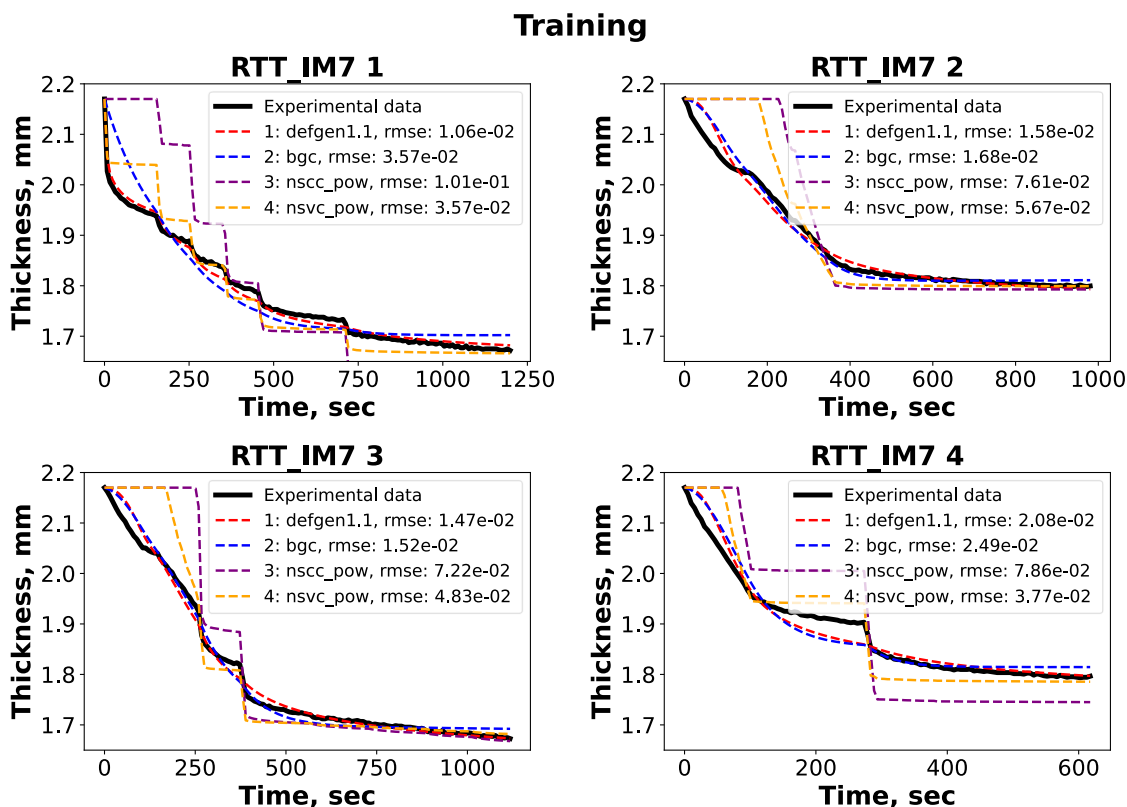 Training
RTT_IM7 1
2.2
2.1
2.0
1.9
1.8
1.7
Thickness, mm
Experimental data
1: defgen1.1, rmse: 1.06e-02
2: bgc, rmse: 3.57e-02
3: nscc_pow, rmse: 1.01e-01
4: nsvc_pow, rmse: 3.57e-02
0 250 500 750 1000 1250
Time, sec
RTT_IM7 2
2.2
2.1
2.0
1.9
1.8
1.7
Thickness, mm
Experimental data
1: defgen1.1, rmse: 1.58e-02
2: bgc, rmse: 1.68e-02
3: nscc_pow, rmse: 7.61e-02
4: nsvc_pow, rmse: 5.67e-02
0 200 400 600 800 1000
Time, sec
RTT_IM7 3
2.2
2.1
2.0
1.9
1.8
1.7
Thickness, mm
Experimental data
1: defgen1.1, rmse: 1.47e-02
2: bgc, rmse: 1.52e-02
3: nscc_pow, rmse: 7.22e-02
4: nsvc_pow, rmse: 4.83e-02
0 250 500 750 1000
Time, sec
RTT_IM7 4
2.2
2.1
2.0
1.9
1.8
1.7
Thickness, mm
Experimental data
1: defgen1.1, rmse: 2.08e-02
2: bgc, rmse: 2.49e-02
3: nscc_pow, rmse: 7.86e-02
4: nsvc_pow, rmse: 3.77e-02
0 200 400 600
Time, sec